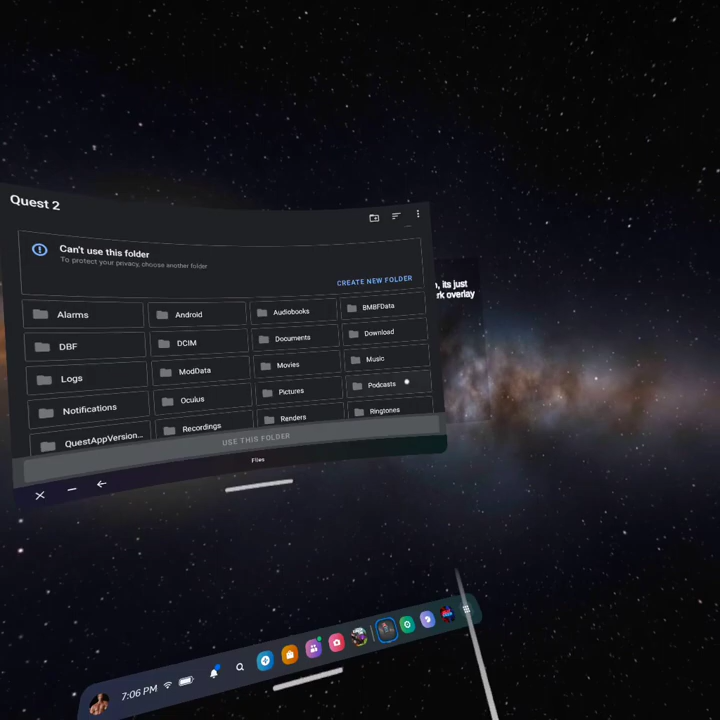 Quest 2
Can't use this folder
To protect your privacy, choose another folder
CREATE NEW FOLDER
Alarms
Android
Audiobooks
BMBFData
DBF
DCIM
Documents
Download
Logs
ModData
Movies
Music
Notifications
Oculus
Pictures
Podcasts
QuestAppVersion...
Recordings
Renders
Ringtones
USE THIS FOLDER
Files
, its just
rk overlay
7:06 PM